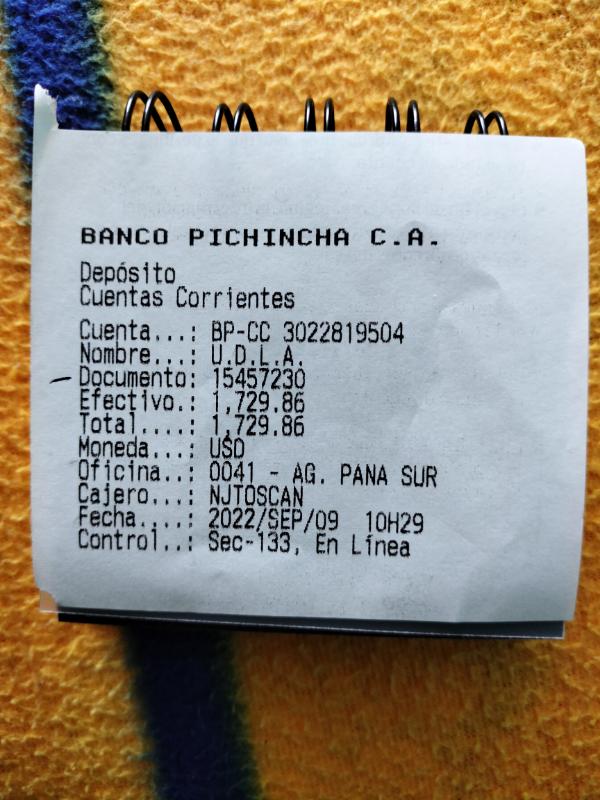 BANCO PICHINCHA C.A.
Depósito
Cuentas Corrientes
Cuenta...: BP-CC 3022819504
Nombre...: U.D.L.A.
Documento: 15457230
Efectivo.: 1,729.86
Total....: 1,729.86
Moneda...: USD
Oficina..: 0041 - AG. PANA SUR
Cajero...: NJTOSCAN
Fecha....: 2022/SEP/09 10H29
Control..: Sec-133, En Línea